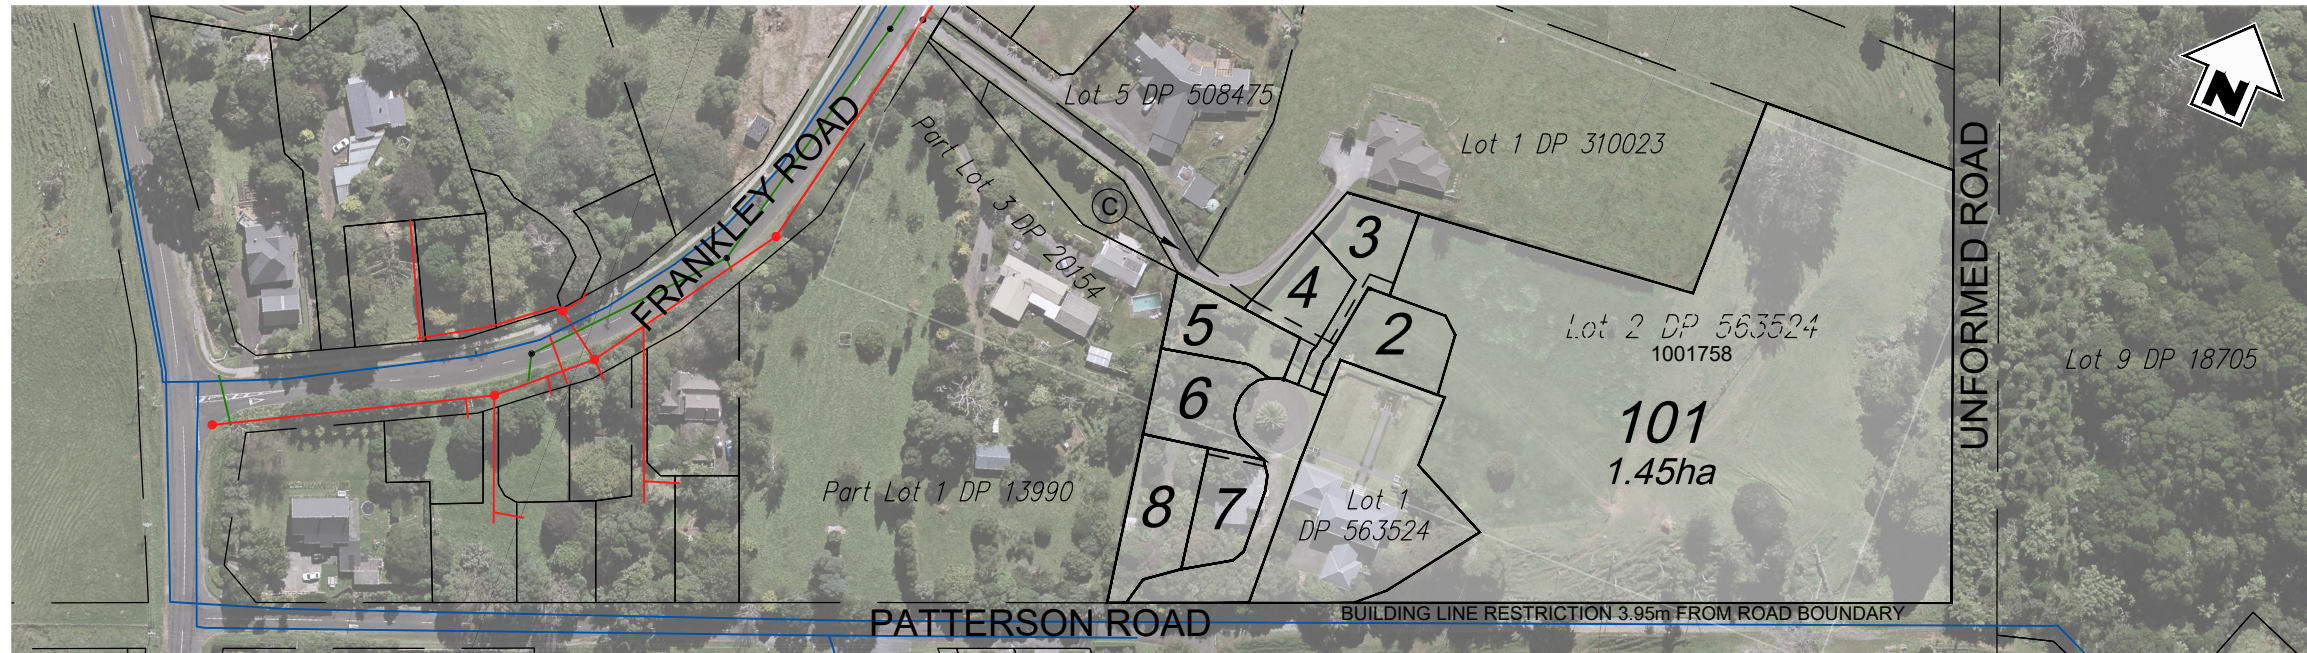 N
Lot 5 DP 508475
Lot 1 DP 310023
FRANKLEY ROAD
Part Lot 3 DP 20154
C
UNFORMED ROAD
3
4
5
2
Lot 2 DP 563524
1001758
Lot 9 DP 18705
6
101
1.45ha
Part Lot 1 DP 13990
8
7
Lot 1
DP 563524
PATTERSON ROAD
BUILDING LINE RESTRICTION 3.95m FROM ROAD BOUNDARY